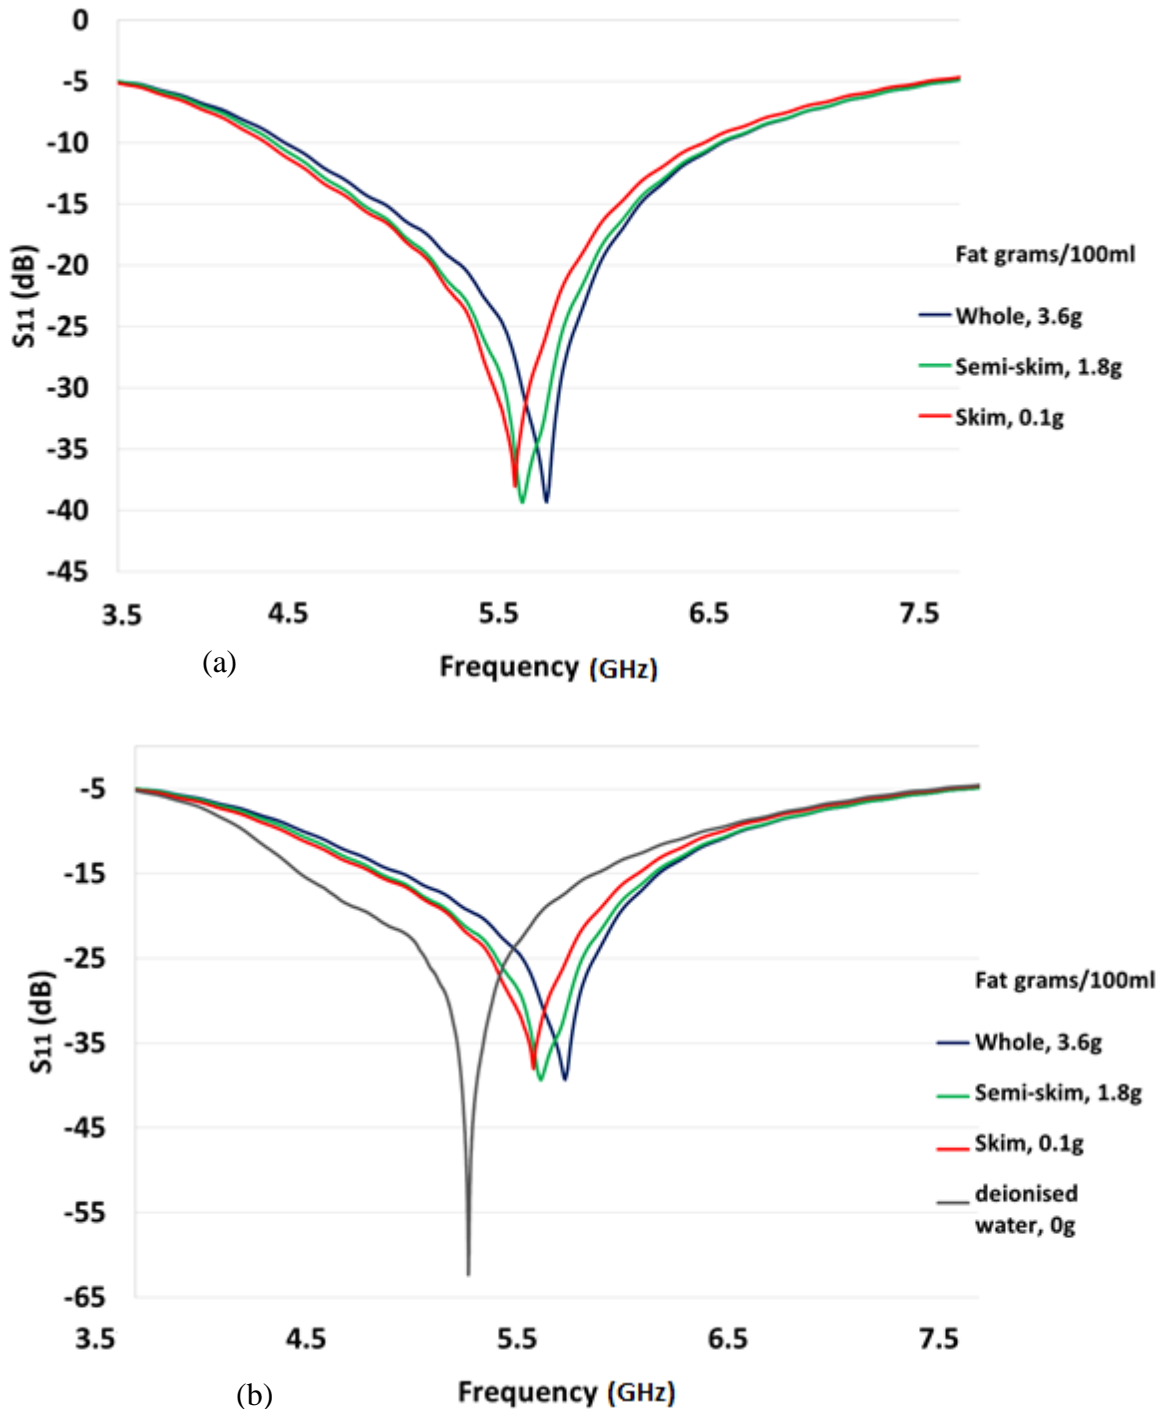 0
-5
-10
-15
-20
-25
-30
-35
-40
-45
S11 (dB)
3.5 4.5 5.5 6.5 7.5
(a) Frequency (GHz)
Fat grams/100ml
Whole, 3.6g
Semi-skim, 1.8g
Skim, 0.1g
-5
-15
-25
-35
-45
-55
-65
S11 (dB)
3.5 4.5 5.5 6.5 7.5
(b) Frequency (GHz)
Fat grams/100ml
Whole, 3.6g
Semi-skim, 1.8g
Skim, 0.1g
deionised
water, 0g